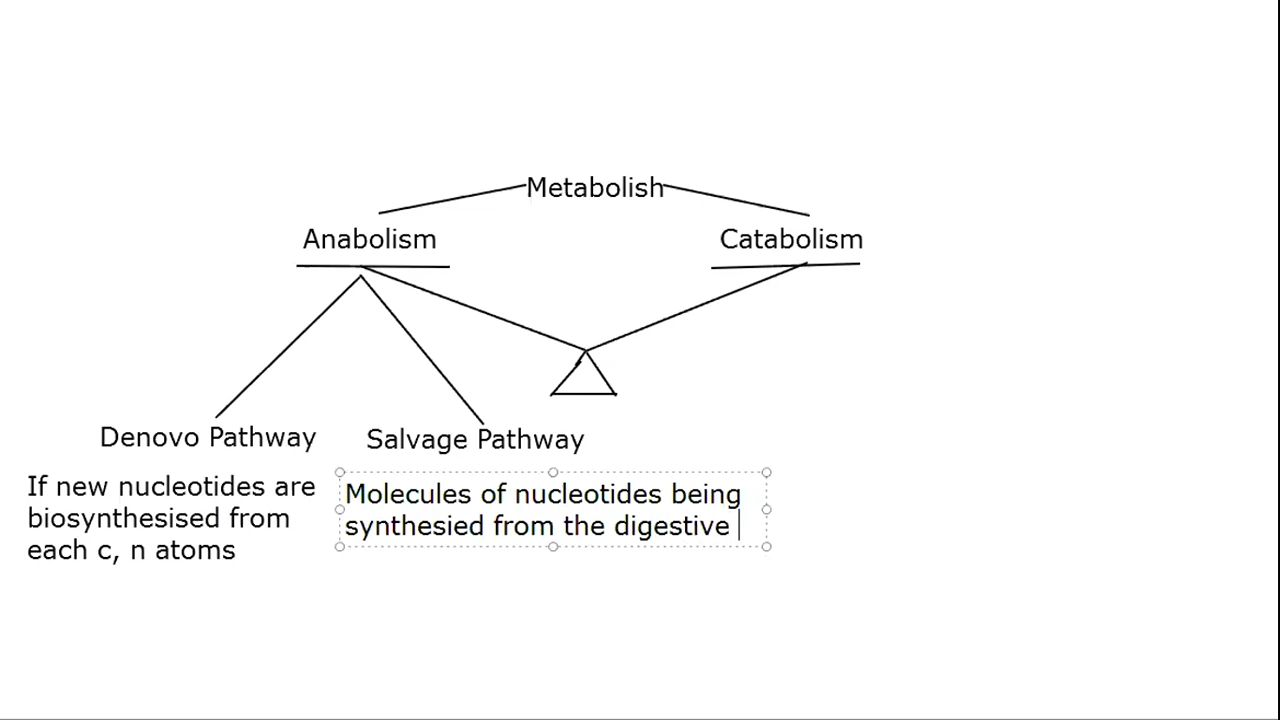 Metabolish
Anabolism
Catabolism
Denovo Pathway
Salvage Pathway
If new nucleotides are
biosynthesised from
each c, n atoms
Molecules of nucleotides being
synthesied from the digestive